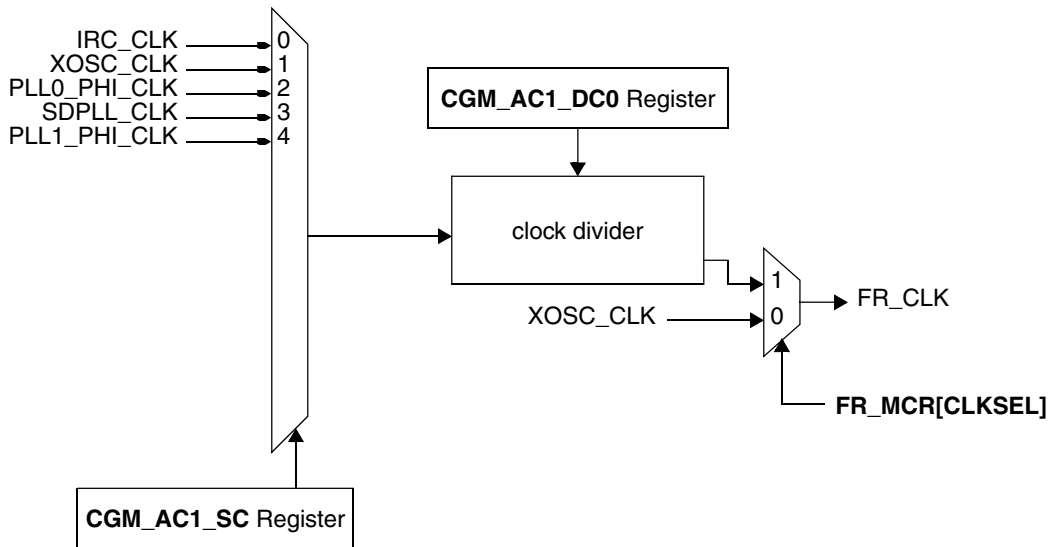 IRC_CLK 0
XOSC_CLK 1
PLL0_PHI_CLK 2
SDPLL_CLK 3
PLL1_PHI_CLK 4
CGM_AC1_DC0 Register
clock divider
1
XOSC_CLK 0
FR_CLK
FR_MCR[CLKSEL]
CGM_AC1_SC Register